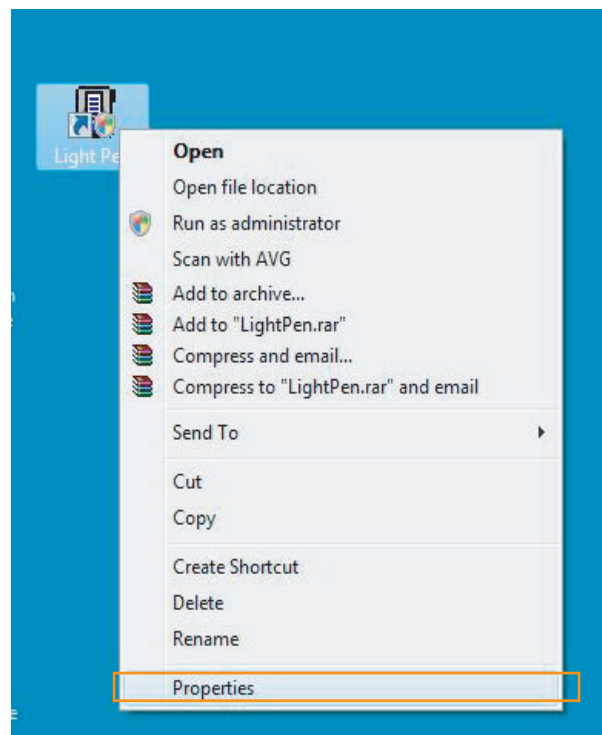 Light Pe
Open
Open file location
Run as administrator
Scan with AVG
Add to archive...
Add to "LightPen.rar"
Compress and email...
Compress to "LightPen.rar" and email
Send To
Cut
Copy
Create Shortcut
Delete
Rename
Properties
e